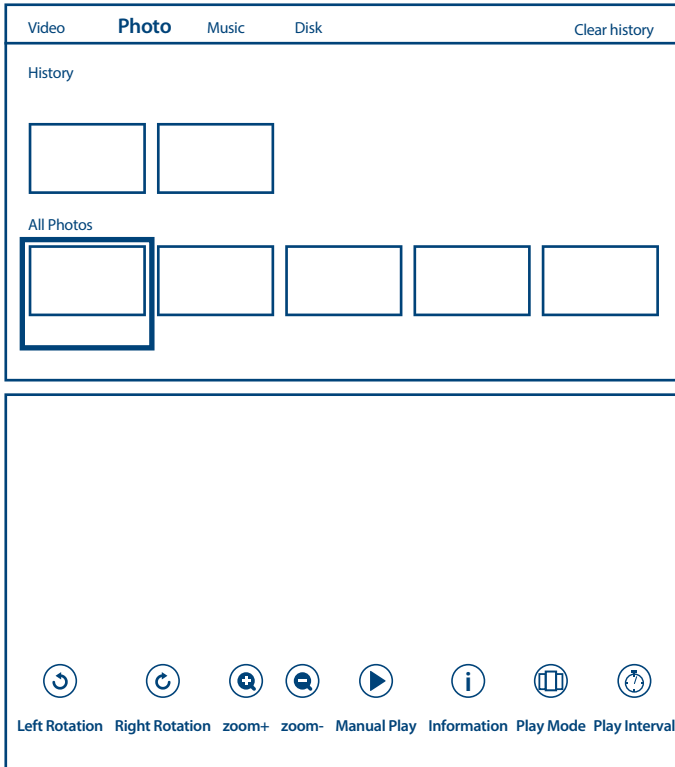 Video Photo Music Disk Clear history
History
All Photos
Left Rotation Right Rotation zoom+ zoom- Manual Play Information Play Mode Play Interval